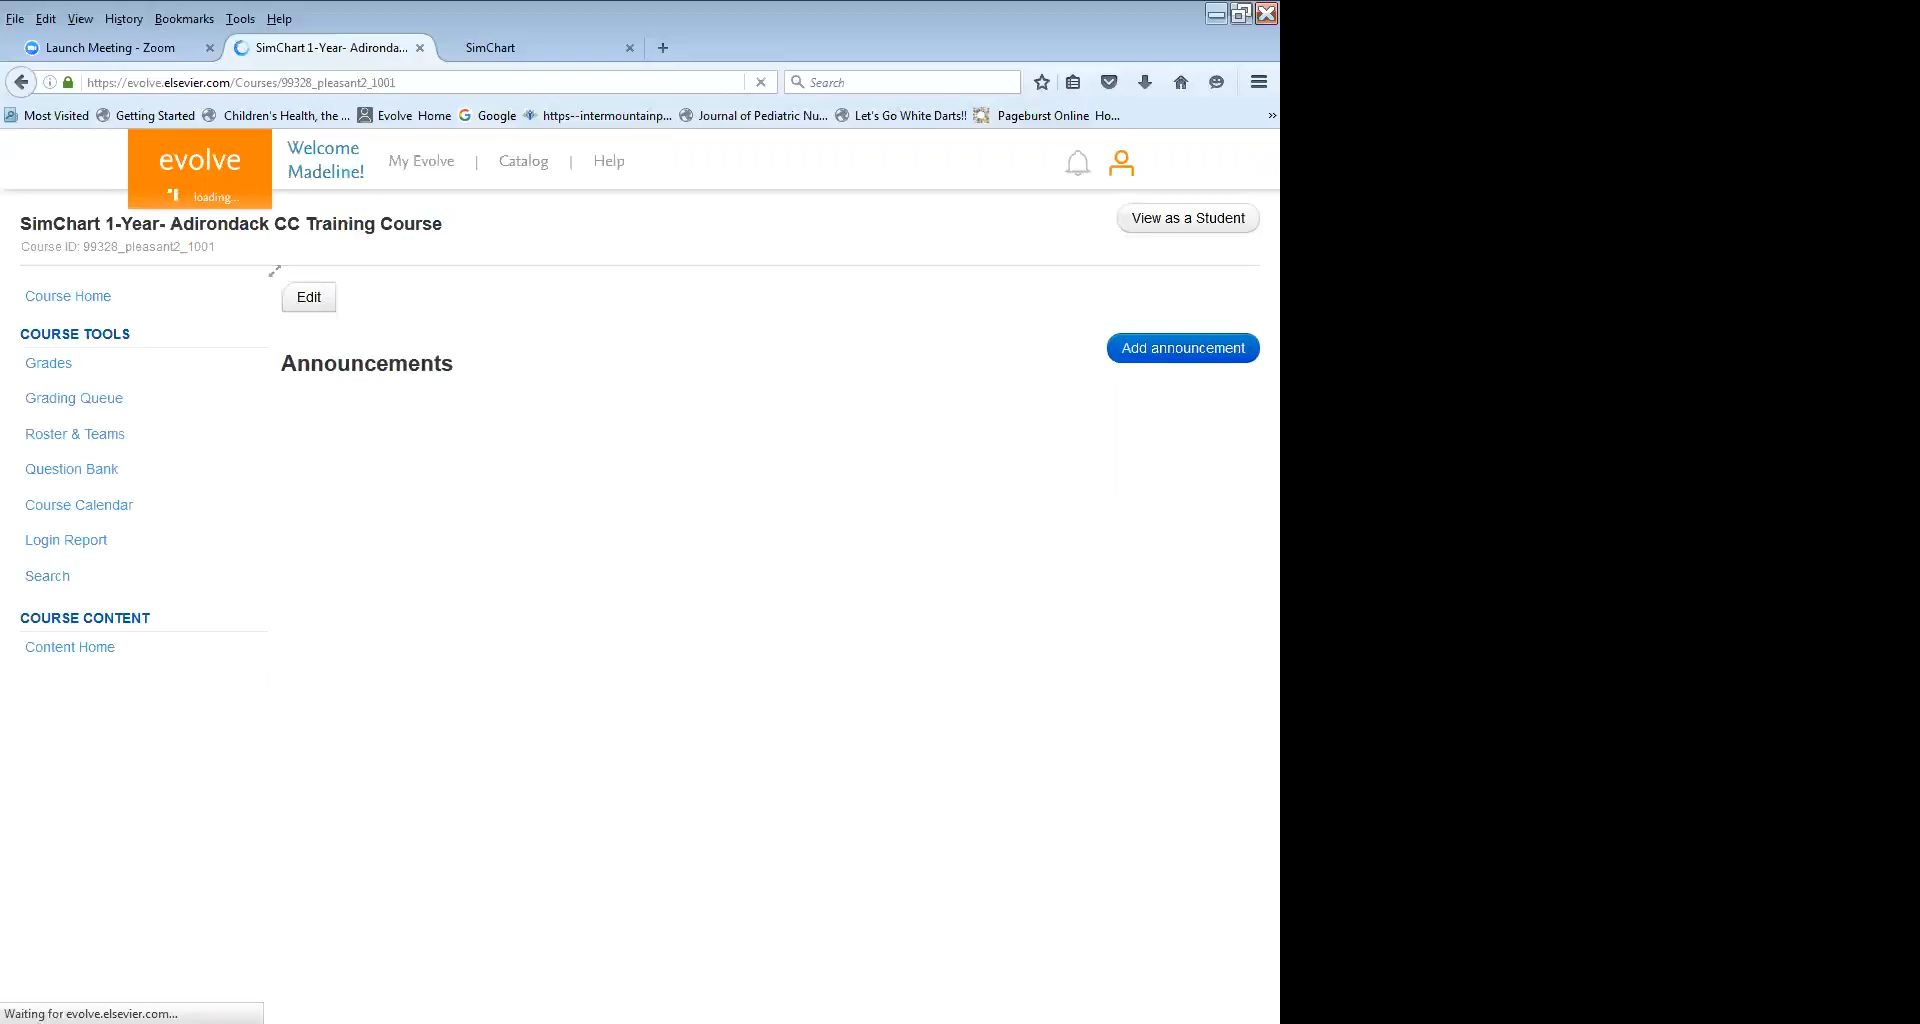 File Edit View History Bookmarks Tools Help
Launch Meeting - Zoom SimChart 1-Year- Adironda... SimChart
https://evolve.elsevier.com/Courses/99328_pleasant2_1001 Search
Most Visited Getting Started Children's Health, the ... Evolve Home Google https--intermountainp... Journal of Pediatric Nu... Let's Go White Darts!! Pageburst Online Ho... »
evolve
loading...
Welcome
Madeline!
My Evolve | Catalog | Help
SimChart 1-Year- Adirondack CC Training Course
View as a Student
Course ID: 99328_pleasant2_1001
Course Home
Edit
COURSE TOOLS
Add announcement
Grades
Announcements
Grading Queue
Roster & Teams
Question Bank
Course Calendar
Login Report
Search
COURSE CONTENT
Content Home
Waiting for evolve.elsevier.com...